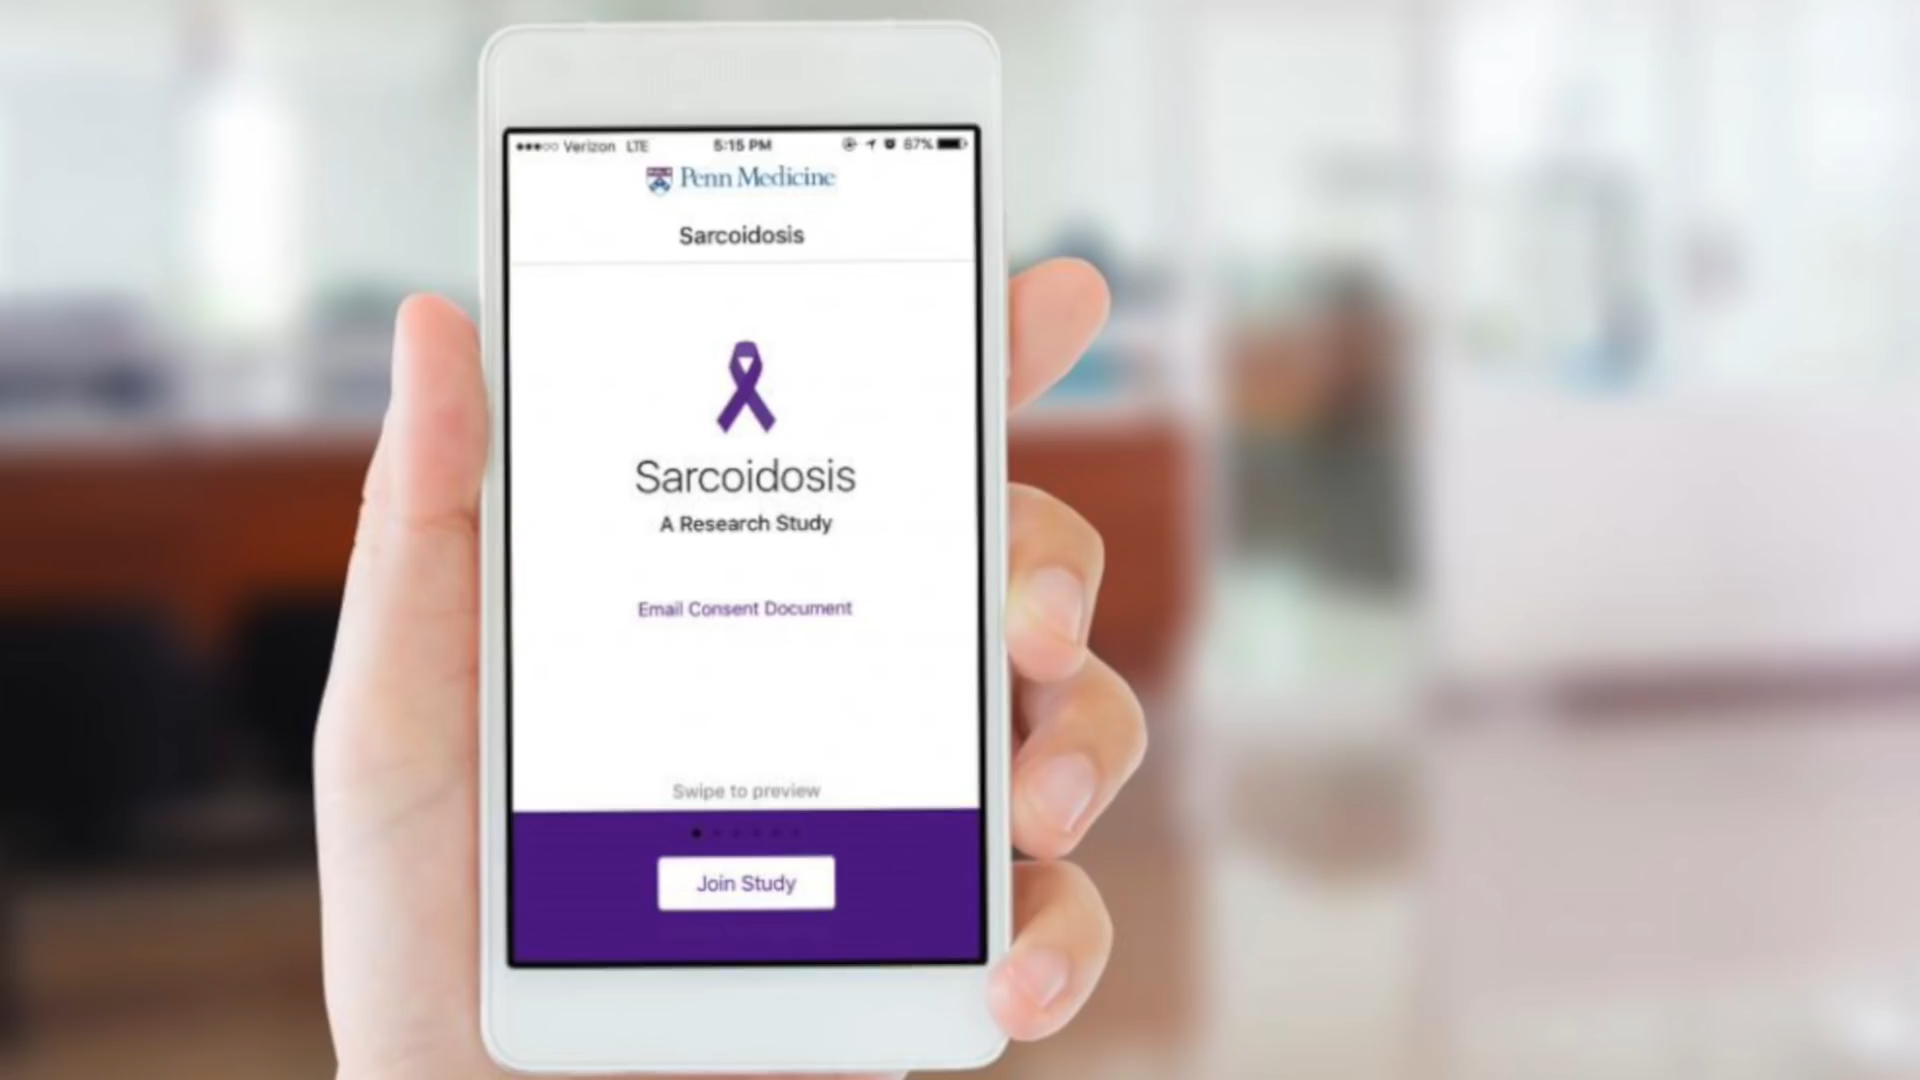 Verizon LTE 5:15 PM 67%
Penn Medicine
Sarcoidosis
Sarcoidosis
A Research Study
Email Consent Document
Swipe to preview
Join Study